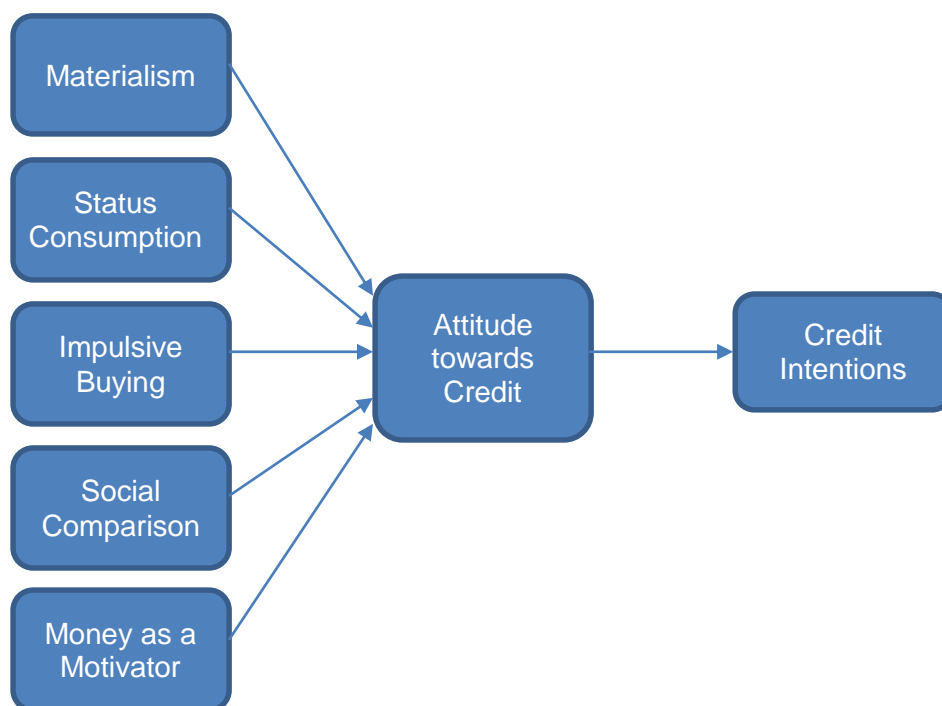 Materialism
Status
Consumption
Impulsive
Buying
Social
Comparison
Money as a
Motivator
Attitude
towards
Credit
Credit
Intentions